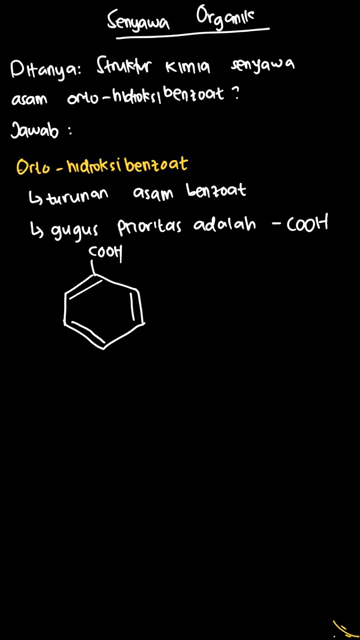 Senyawa Organik
Ditanya: Struktur kimia senyawa
asam orto-hidroksibenzoat?
Jawab:
Orto-hidroksibenzoat
↳ turunan asam benzoat
↳ gugus prioritas adalah -COOH
COOH